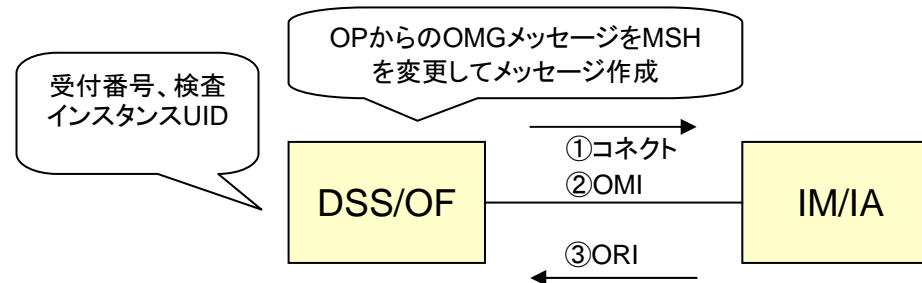 OPからのOMGメッセージをMSH
を変更してメッセージ作成
受付番号、検査
インスタンスUID
①コネクト
②OMI
DSS/OF
IM/IA
③ORI